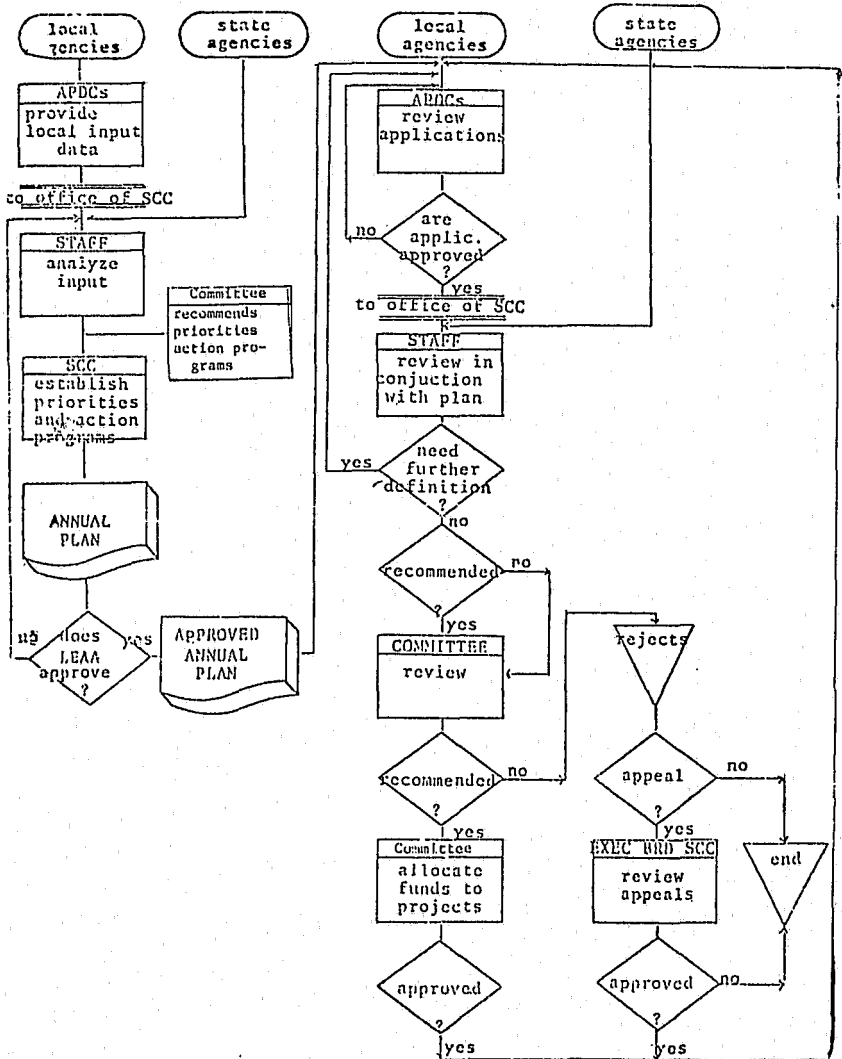 local
agencies
state
agencies
APDCs
provide
local input
data
to office of SCC
STAFF
analyze
input
Committee
recommends
priorities
action pro-
grams
SCC
establish
priorities
and action
programs
ANNUAL
PLAN
no
does
LEAA
approve
?
yes
APPROVED
ANNUAL
PLAN
local
agencies
state
agencies
APDCs
review
applications
no
are
applic.
approved
?
yes
to office of SCC
STAFF
review in
conjuction
with plan
yes
need
further
definition
?
no
recommended
no
?
yes
COMMITTEE
review
recommended
no
?
yes
Committee
allocate
funds to
projects
approved
?
yes
rejects
appeal
no
?
yes
EXEC BRD SCC
review
appeals
end
approved
no
?
yes